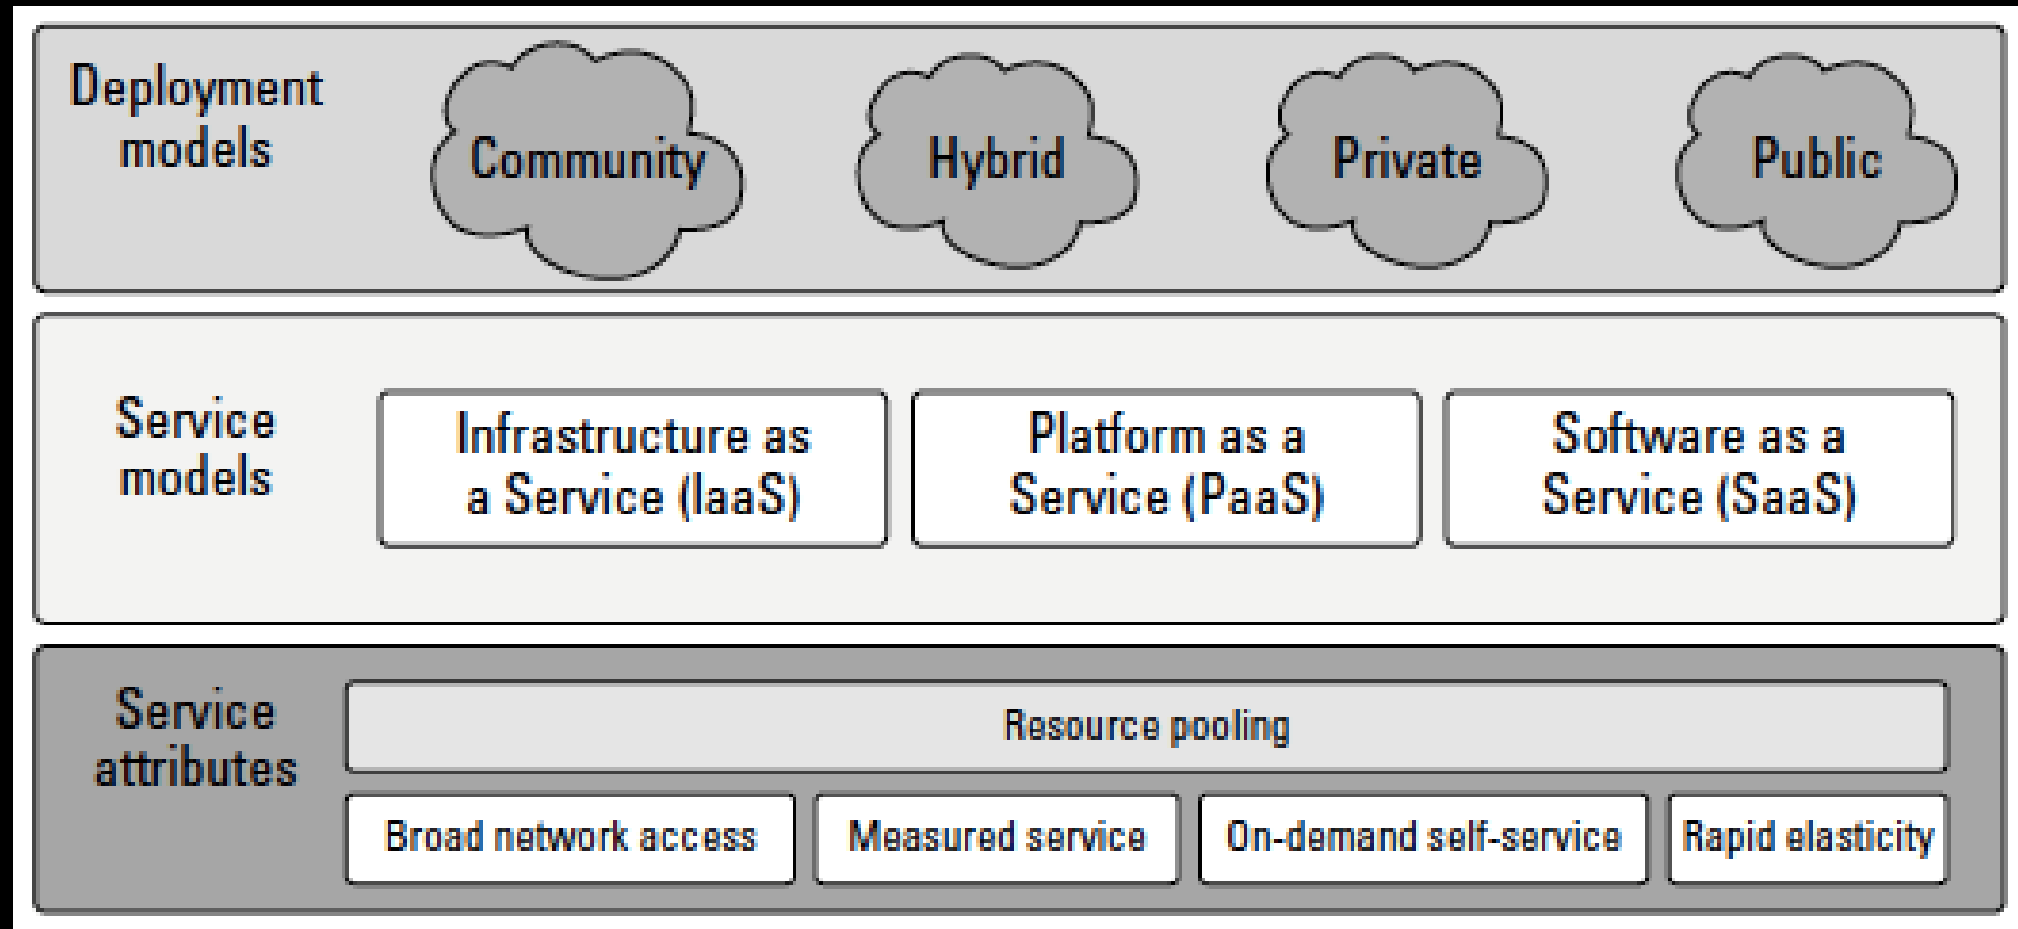 Deployment
models
Community
Hybrid
Private
Public
Service
models
Infrastructure as
a Service (IaaS)
Platform as a
Service (PaaS)
Software as a
Service (SaaS)
Service
attributes
Resource pooling
Broad network access
Measured service
On-demand self-service
Rapid elasticity